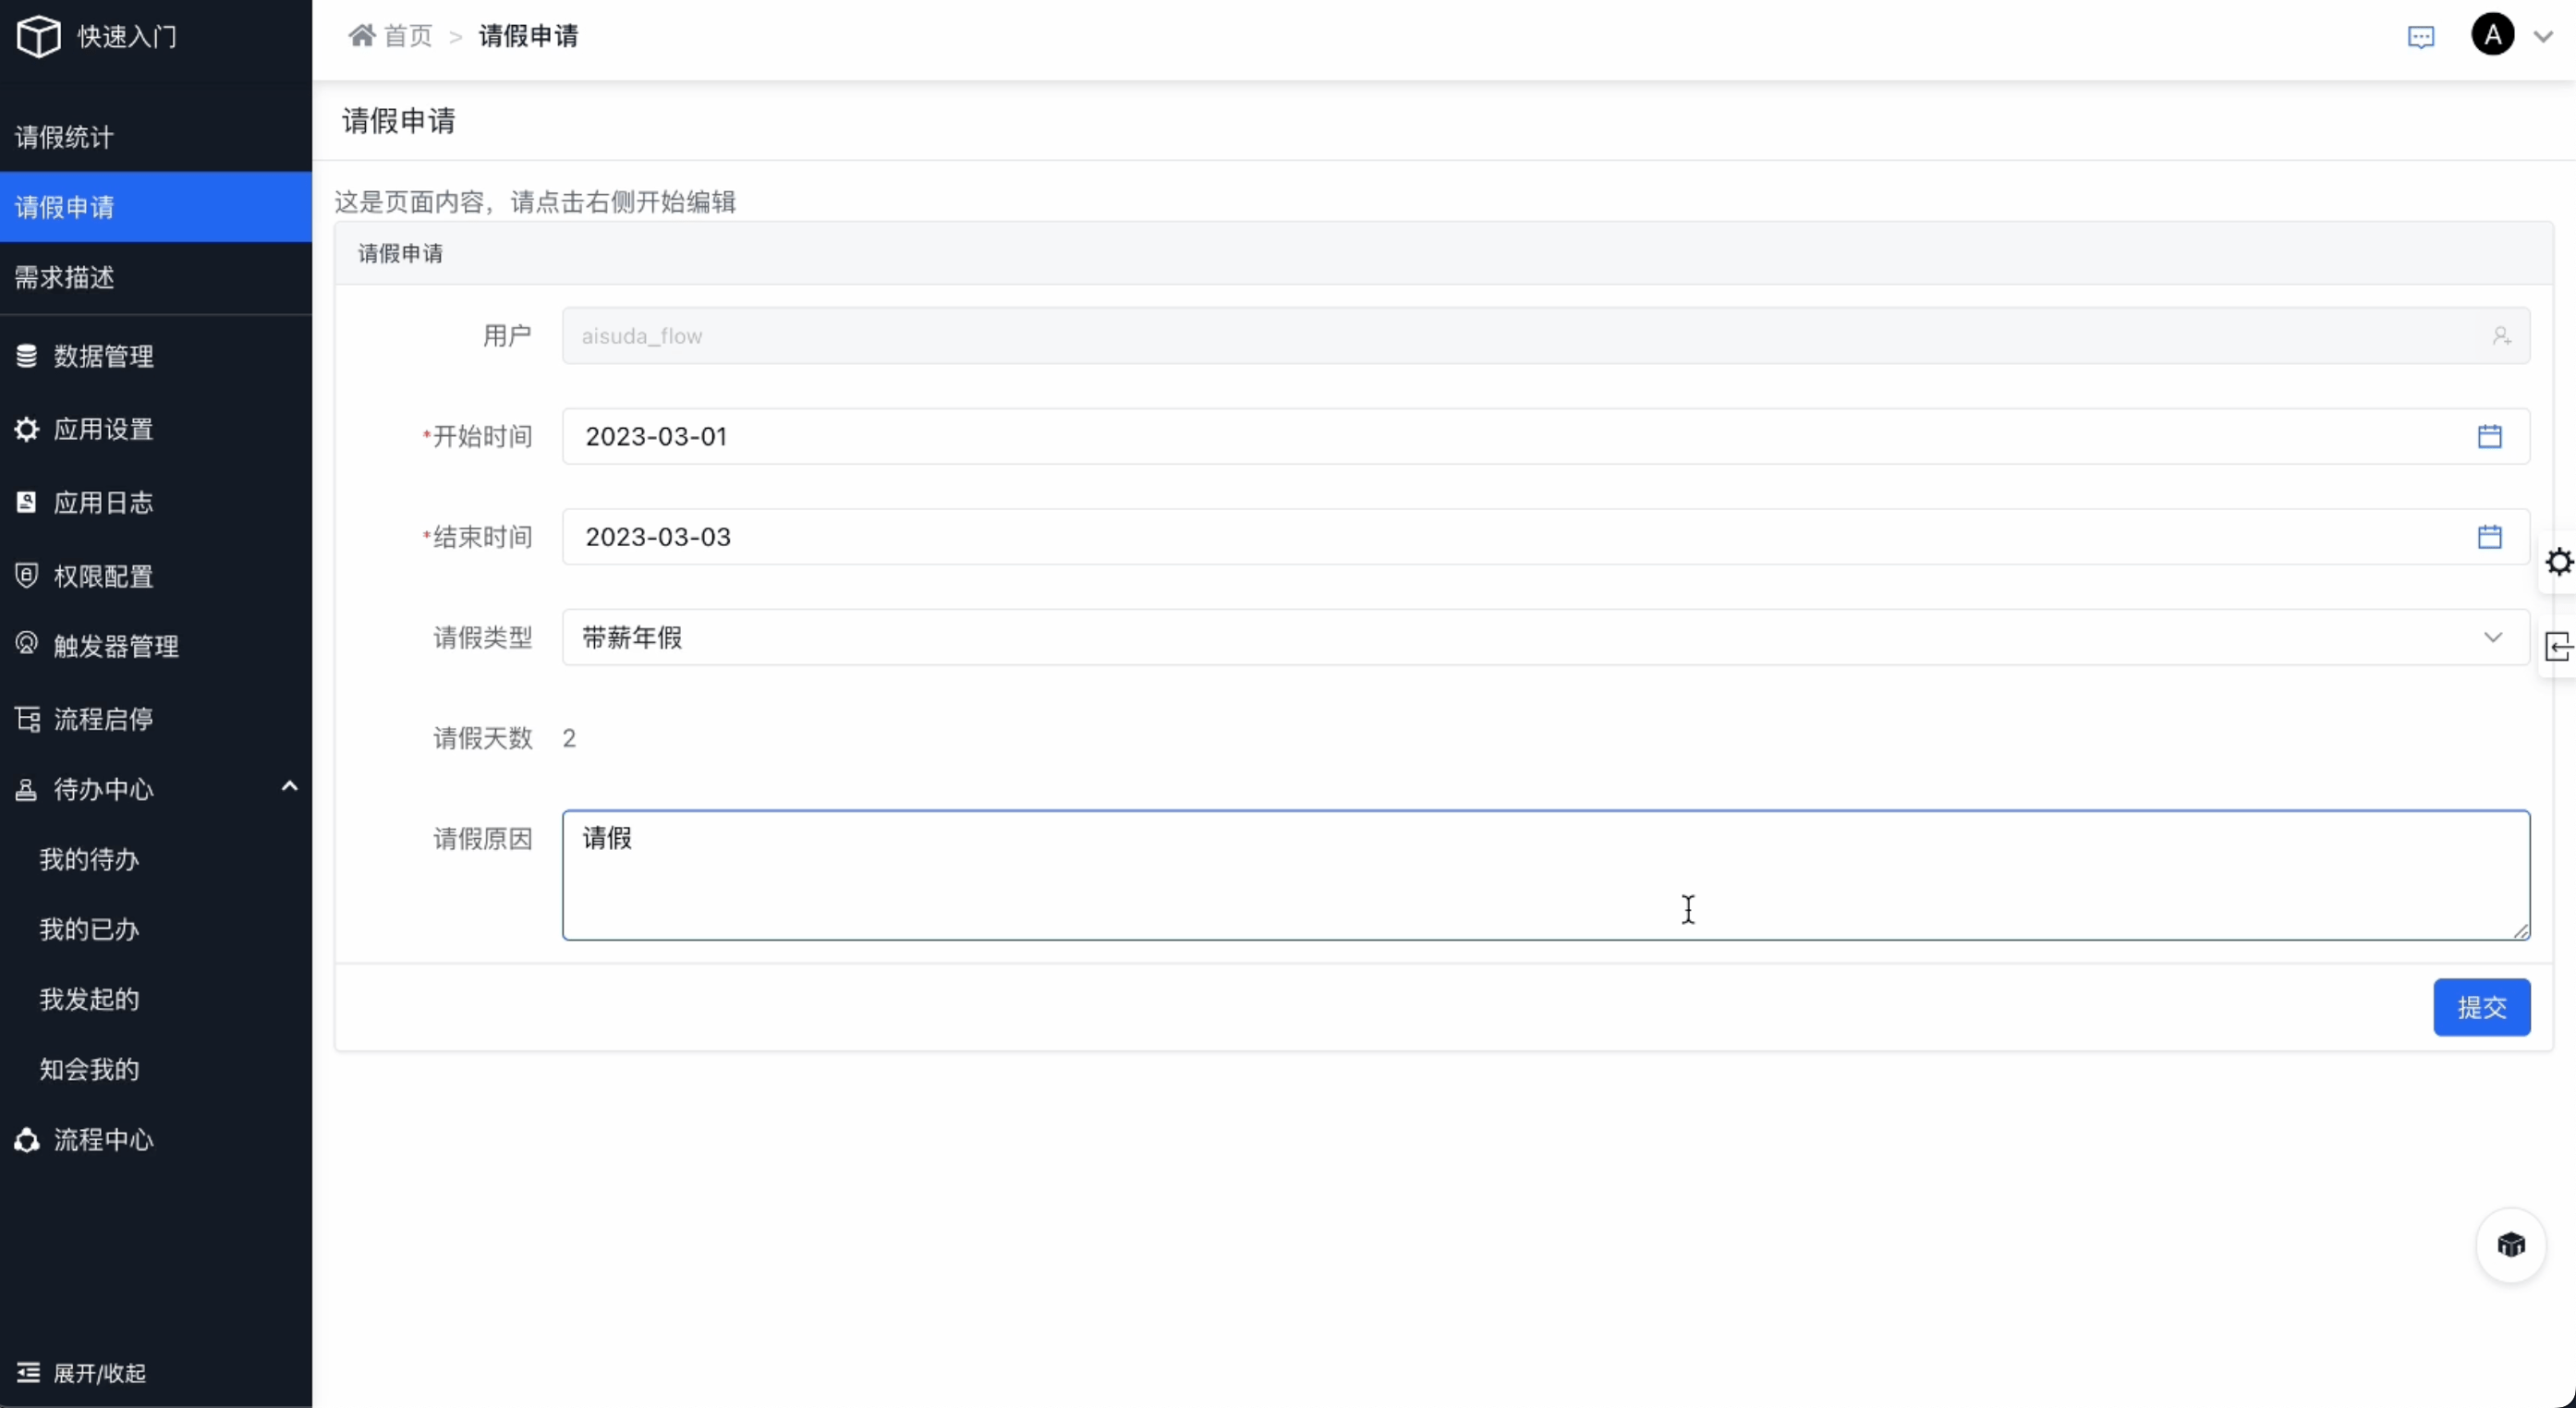 快速入门
首页 > 请假申请
A
请假统计
请假申请
需求描述
数据管理
应用设置
应用日志
权限配置
触发器管理
流程启停
待办中心
我的待办
我的已办
我发起的
知会我的
流程中心
展开/收起
请假申请
这是页面内容，请点击右侧开始编辑
请假申请
用户 aisuda_flow
*开始时间 2023-03-01
*结束时间 2023-03-03
请假类型 带薪年假
请假天数 2
请假原因 请假
提交